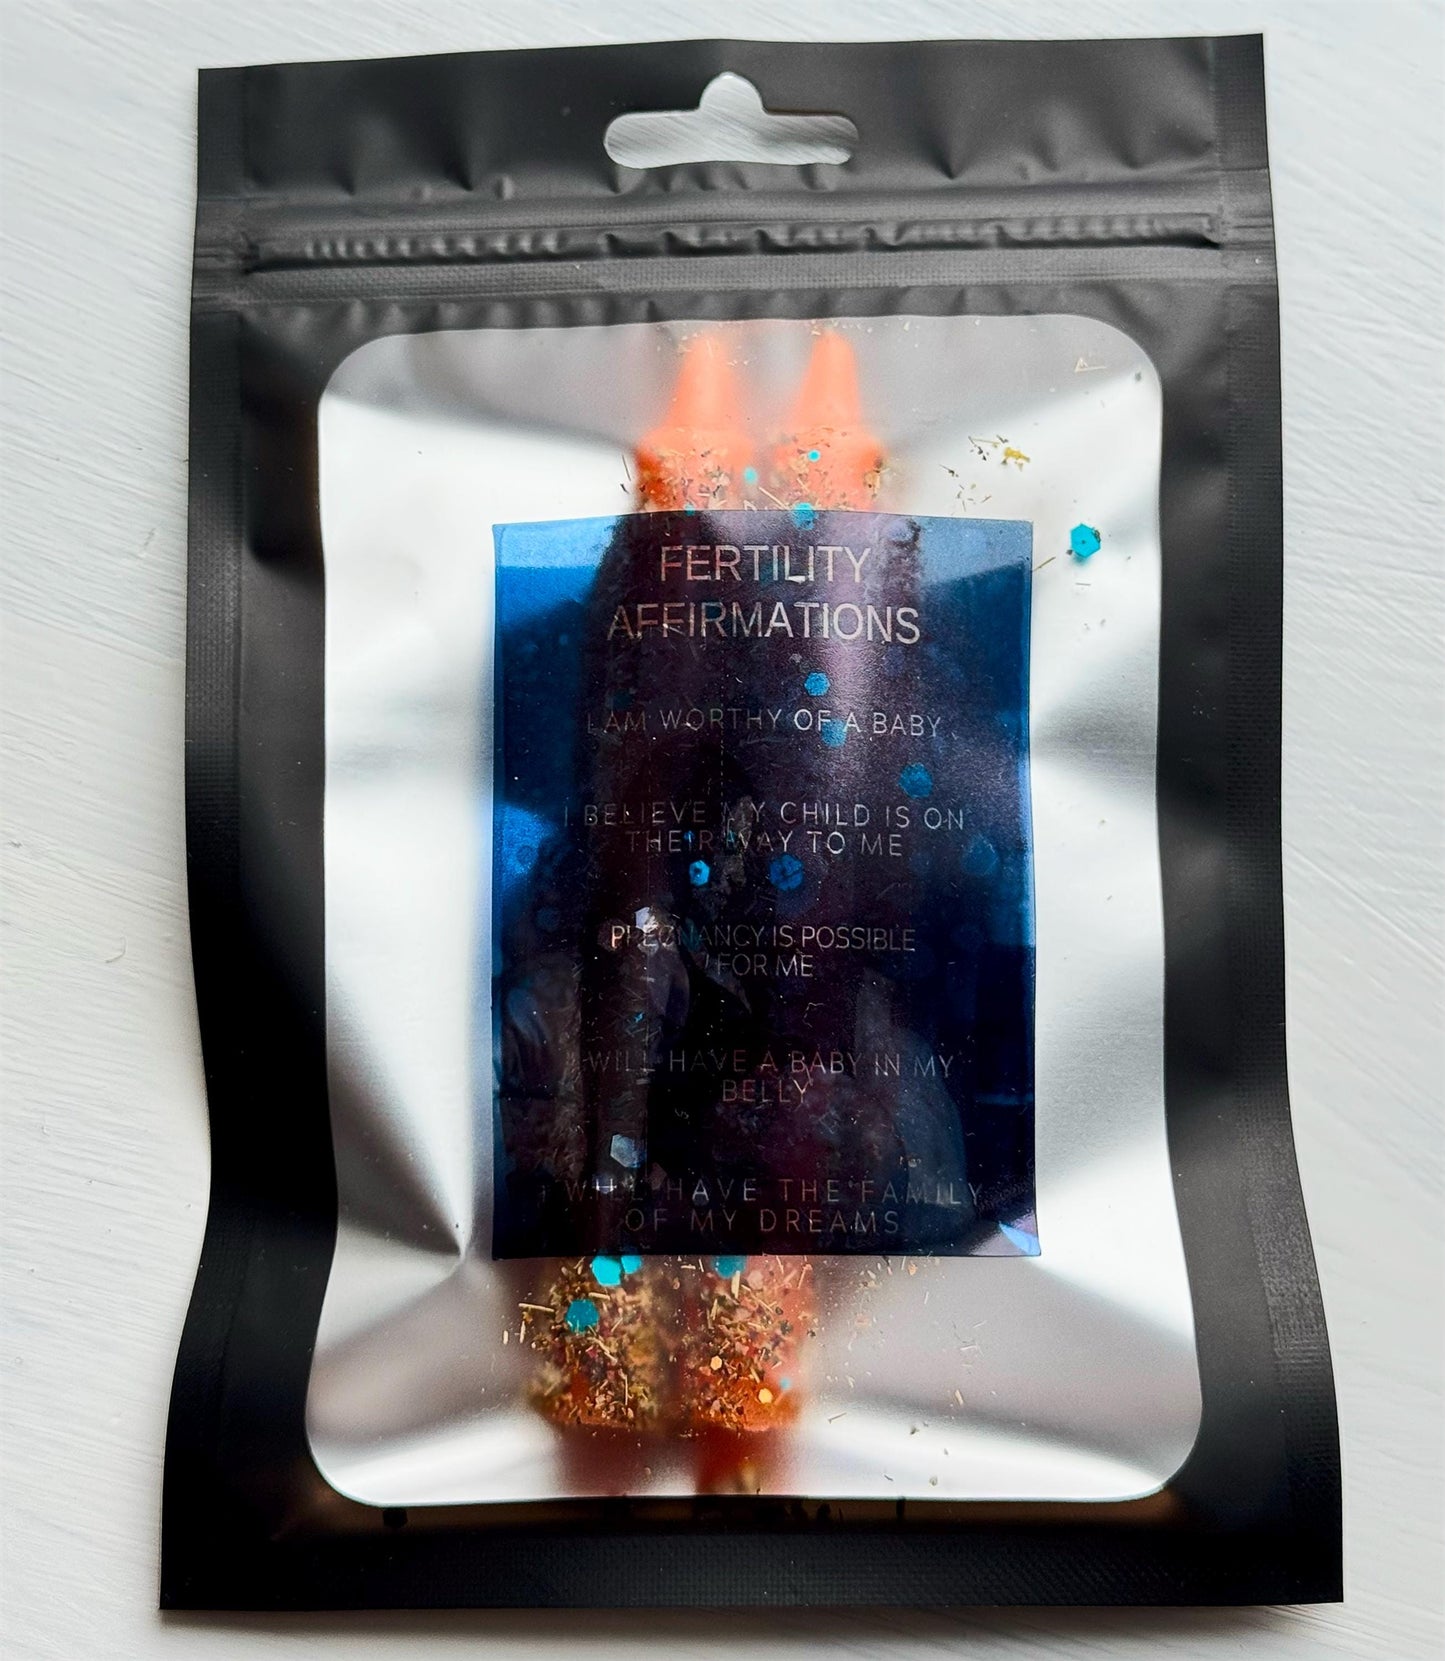 FERTILITY
AFFIRMATIONS
I AM WORTHY OF A BABY
I BELIEVE MY CHILD IS ON
THEIR WAY TO ME
PREGNANCY IS POSSIBLE
FOR ME
I WILL HAVE A BABY IN MY
BELLY
I WILL HAVE THE FAMILY
OF MY DREAMS